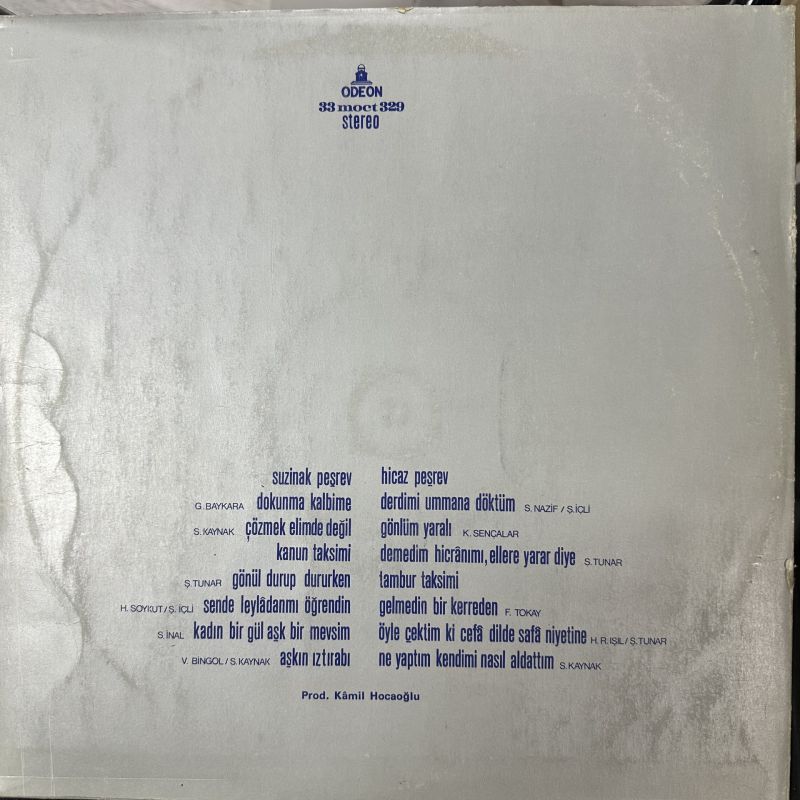 ODEON
33 moct 329
stereo
suzinak peşrev
G. BAYKARA dokunma kalbime
S. KAYNAK çözmek elimde değil
kanun taksimi
Ş. TUNAR gönül durup dururken
H. SOYKUT / Ş. İÇLİ sende leylâdanmı öğrendin
S. İNAL kadın bir gül aşk bir mevsim
V. BİNGOL / S. KAYNAK aşkın ıztırabı
hicaz peşrev
derdimi ummana döktüm S. NAZİF / Ş. İÇLİ
gönlüm yaralı K. SENÇALAR
demedim hicrânımı, ellere yarar diye Ş. TUNAR
tambur taksimi
gelmedin bir kerreden F. TOKAY
öyle çektim ki cefâ dilde safâ niyetine H. R. IŞIL / Ş. TUNAR
ne yaptım kendimi nasıl aldattım S. KAYNAK
Prod. Kâmil Hocaoğlu